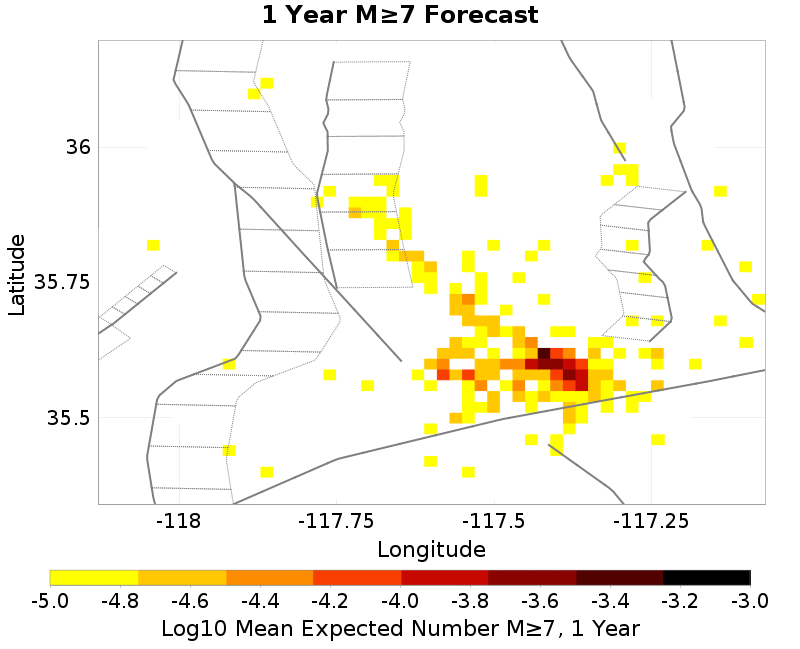 1 Year M≥7 Forecast
36
35.75
35.5
Latitude
-118 -117.75 -117.5 -117.25
Longitude
-5.0 -4.8 -4.6 -4.4 -4.2 -4.0 -3.8 -3.6 -3.4 -3.2 -3.0
Log10 Mean Expected Number M≥7, 1 Year